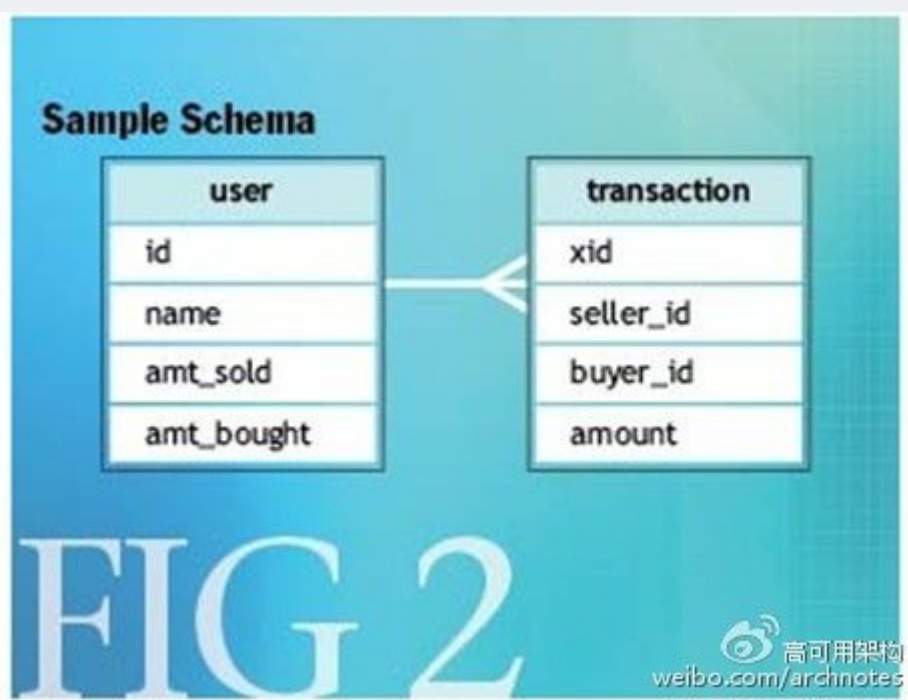 Sample Schema
user
id
name
amt_sold
amt_bought
transaction
xid
seller_id
buyer_id
amount
FIG 2
高可用架构
weibo.com/archnotes